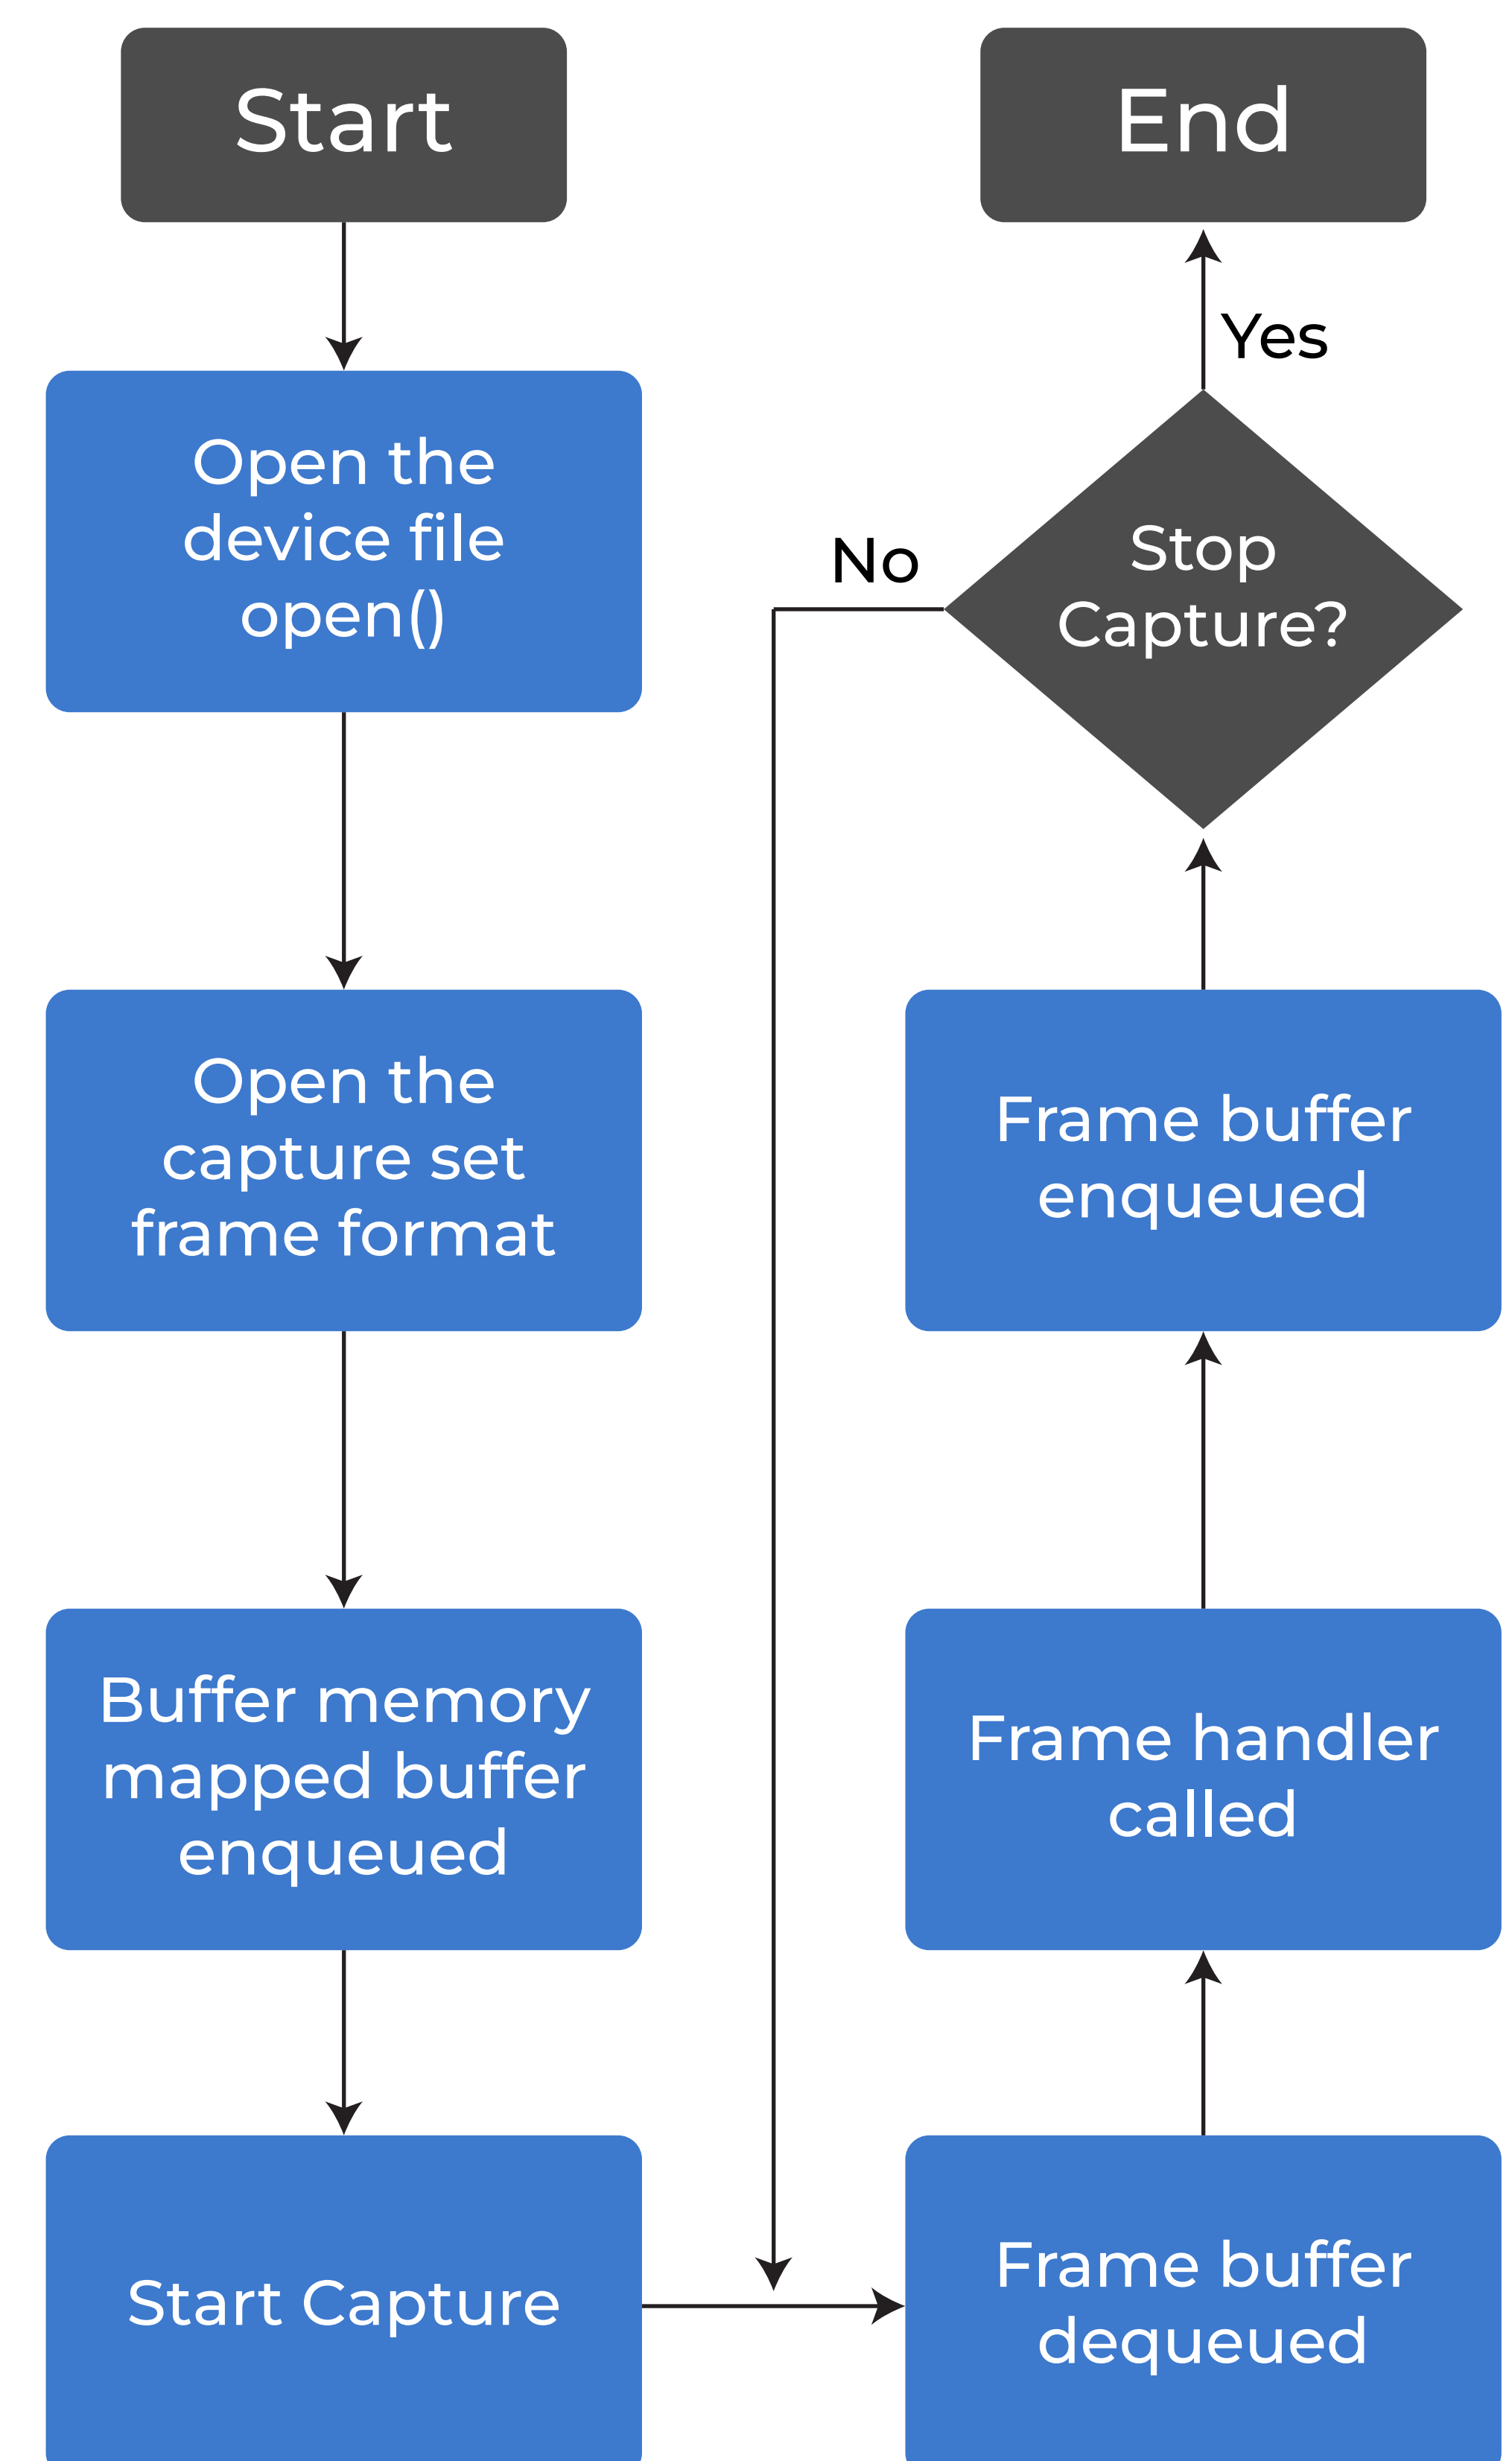 Start
Open the
device file
open()
Open the
capture set
frame format
Buffer memory
mapped buffer
enqueued
Start Capture
Frame buffer
dequeued
Frame handler
called
Frame buffer
enqueued
Stop
Capture?
No
Yes
End